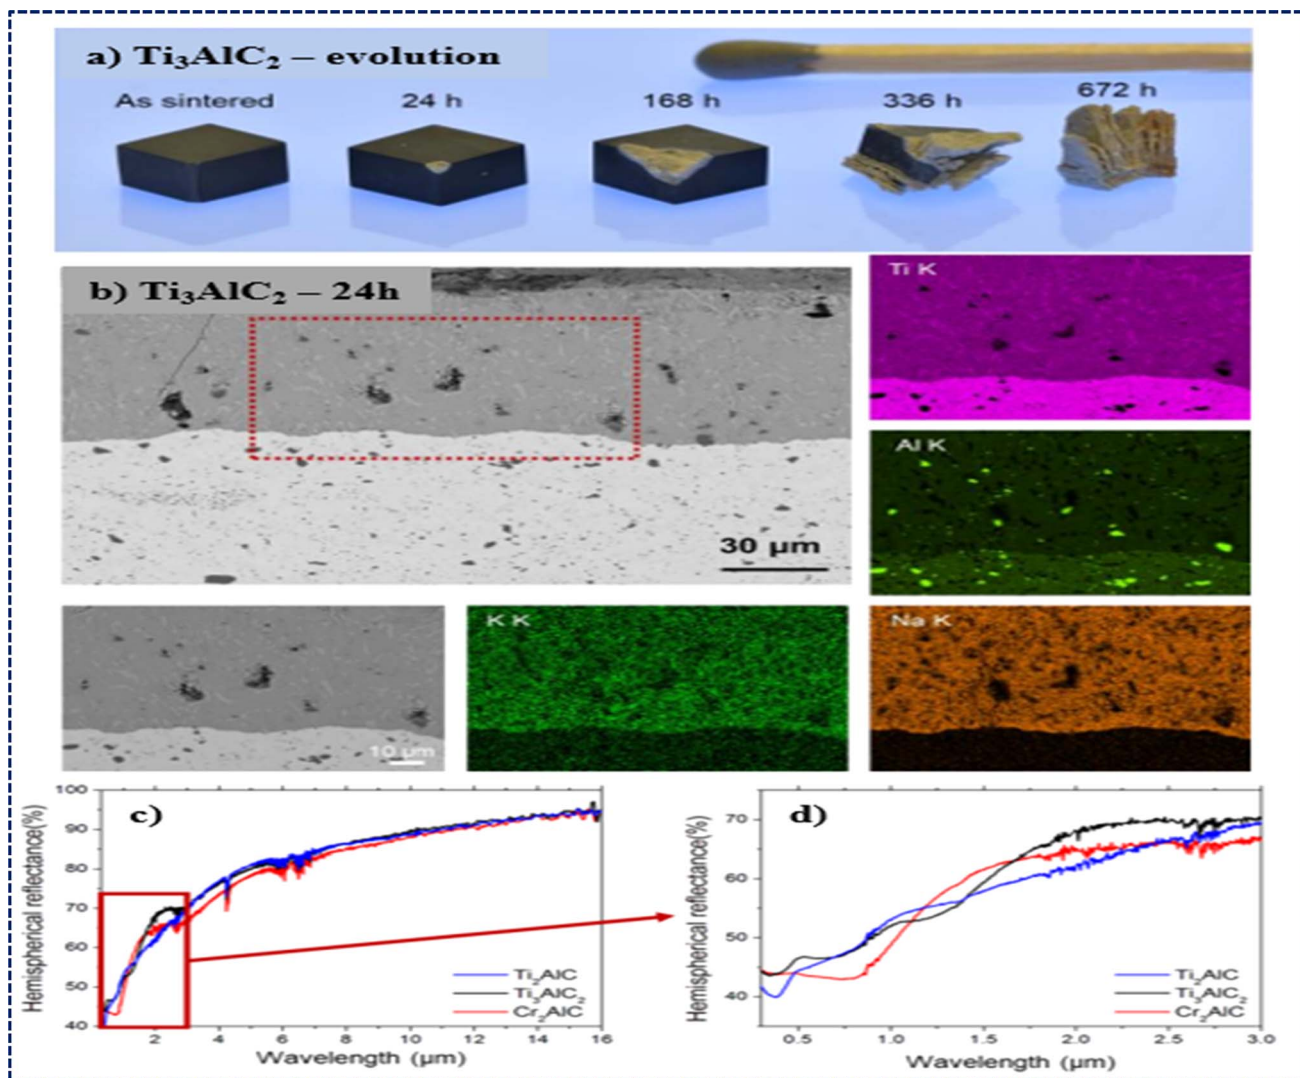 a) Ti₃AlC₂ – evolution
As sintered
24 h
168 h
336 h
672 h
b) Ti₃AlC₂ – 24h
30 µm
Ti K
Al K
10 µm
K K
Na K
c)
Hemispherical reflectance(%)
100
90
80
70
60
50
40
2 4 6 8 10 12 14 16
Wavelength (µm)
Ti₂AlC
Ti₃AlC₂
Cr₂AlC
d)
Hemispherical reflectance(%)
70
60
50
40
0.5 1.0 1.5 2.0 2.5 3.0
Wavelength (µm)
Ti₂AlC
Ti₃AlC₂
Cr₂AlC